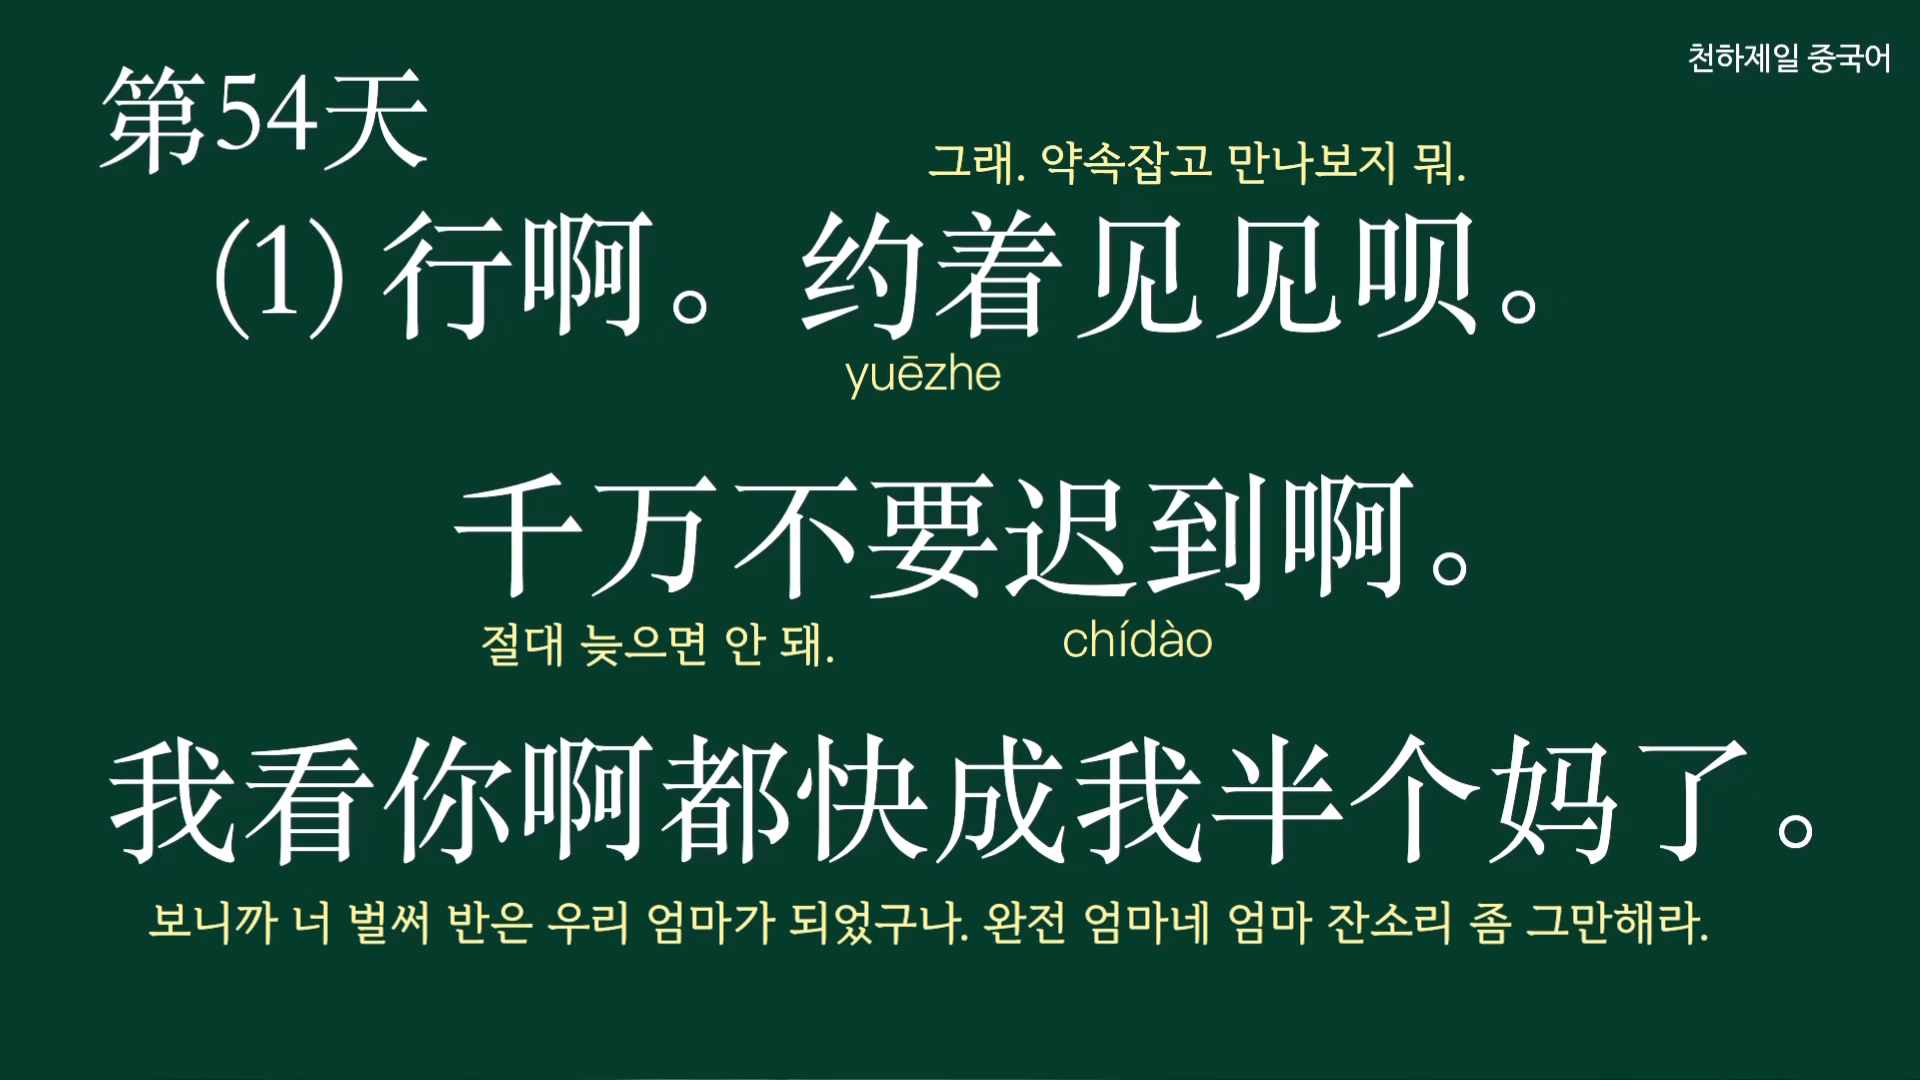 천하제일 중국어
第54天
그래. 약속잡고 만나보지 뭐.
(1) 行啊。约着见见呗。
yuēzhe
千万不要迟到啊。
절대 늦으면 안 돼.
chídào
我看你啊都快成我半个妈了。
보니까 너 벌써 반은 우리 엄마가 되었구나. 완전 엄마네 엄마 잔소리 좀 그만해라.